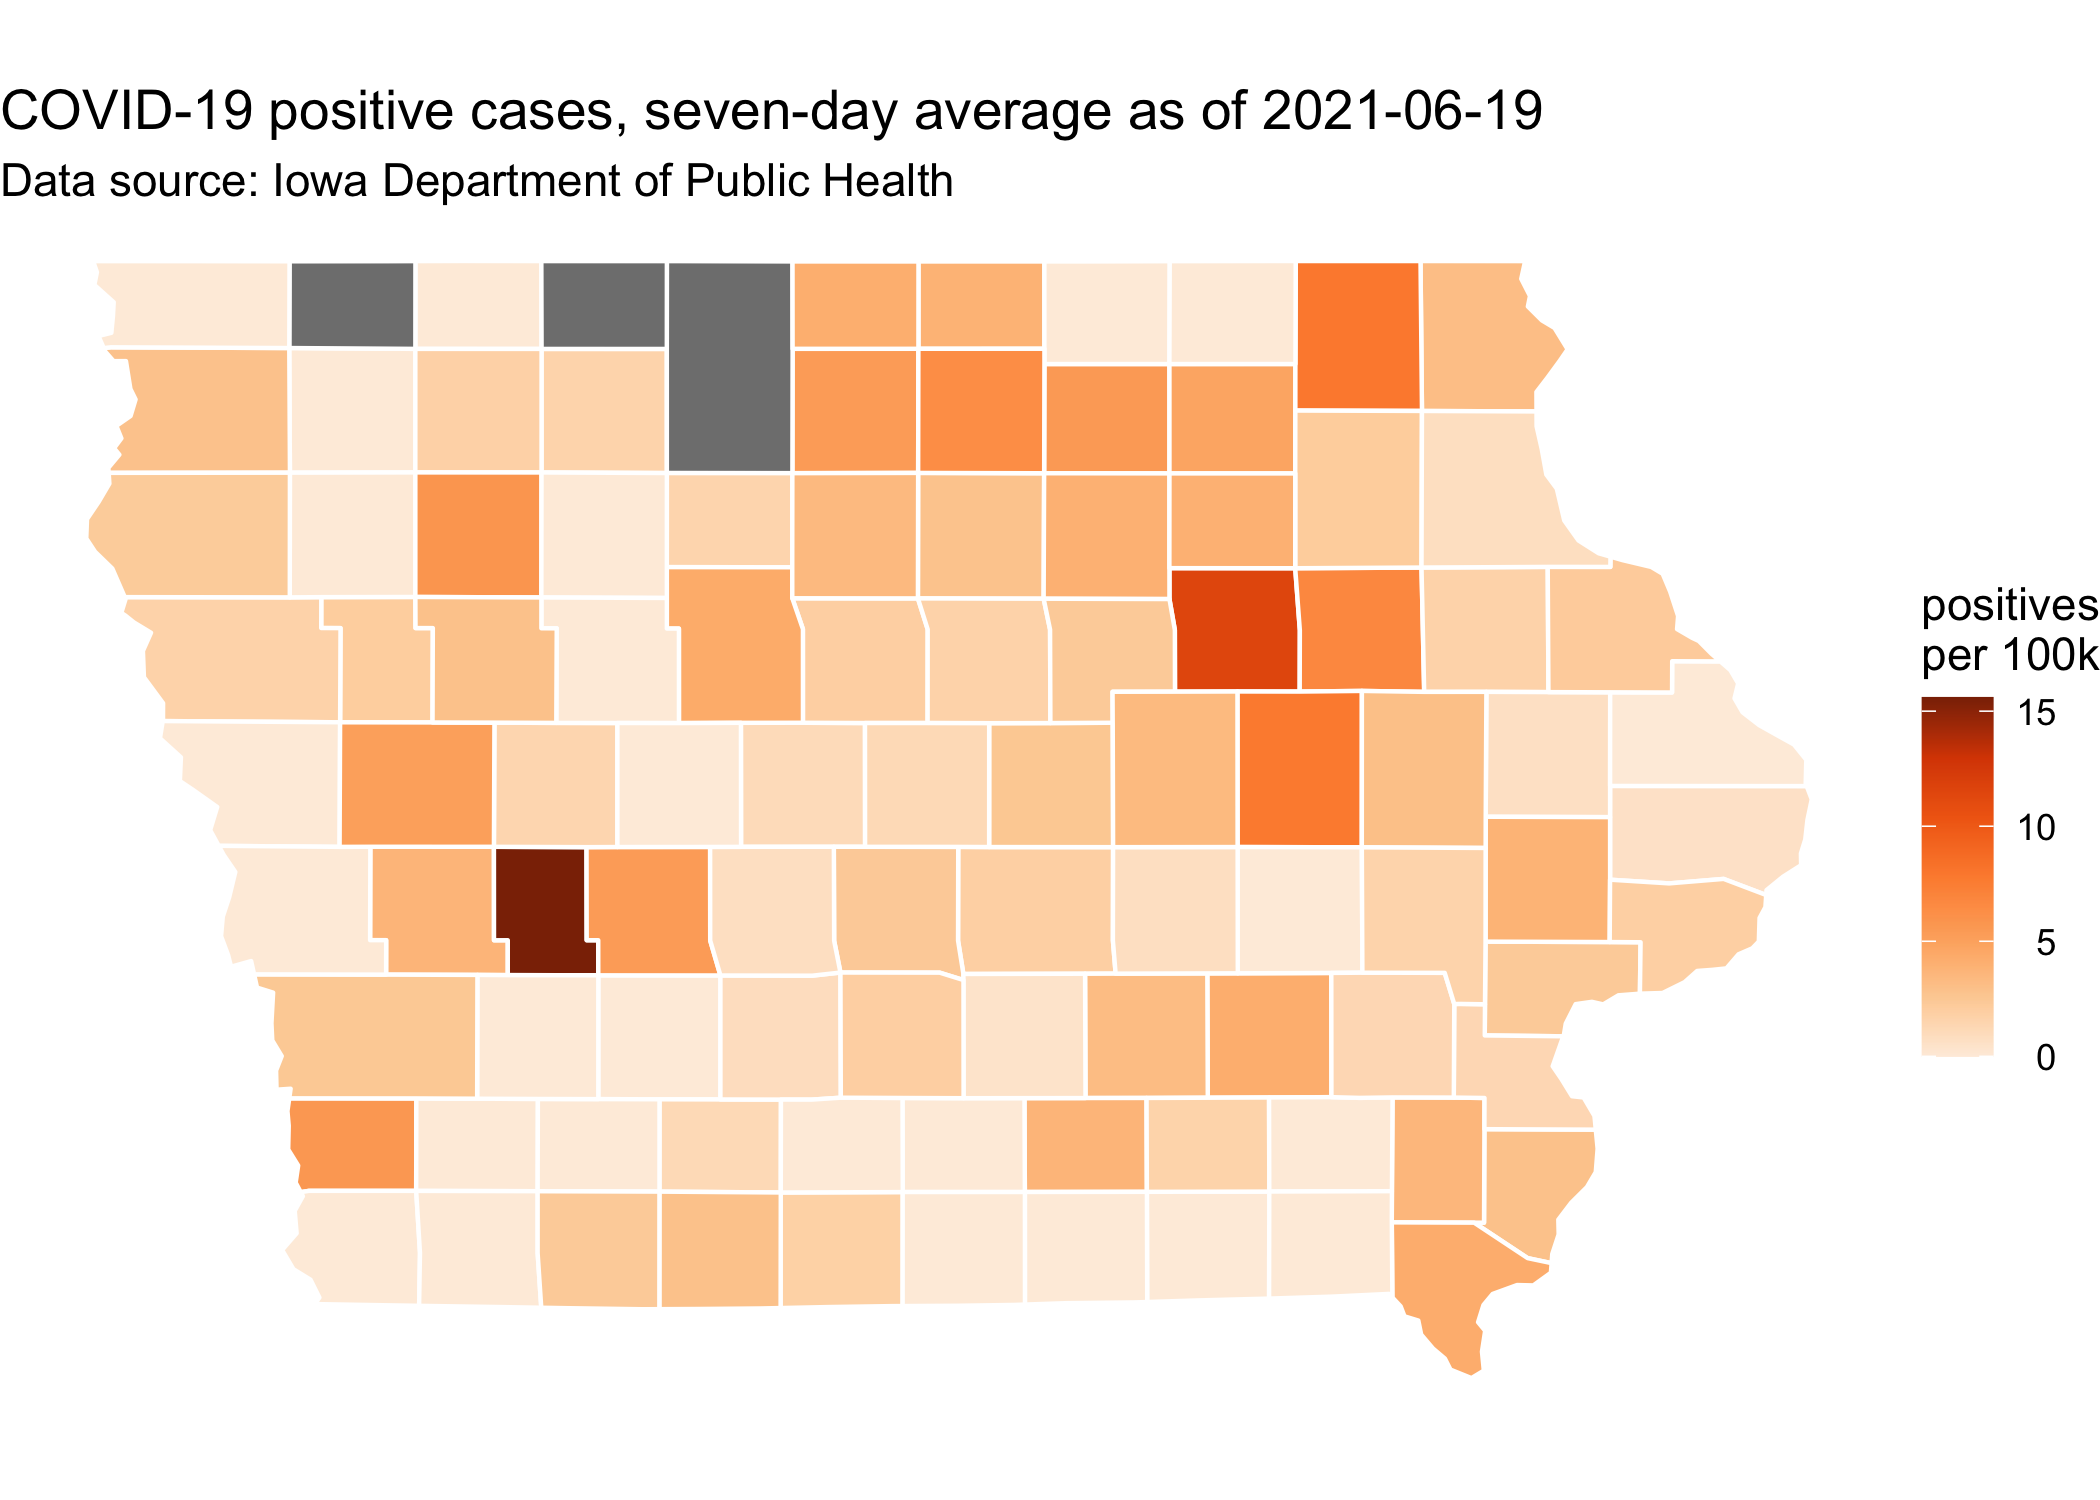 COVID-19 positive cases, seven-day average as of 2021-06-19
Data source: Iowa Department of Public Health
positives
per 100k
15
10
5
0